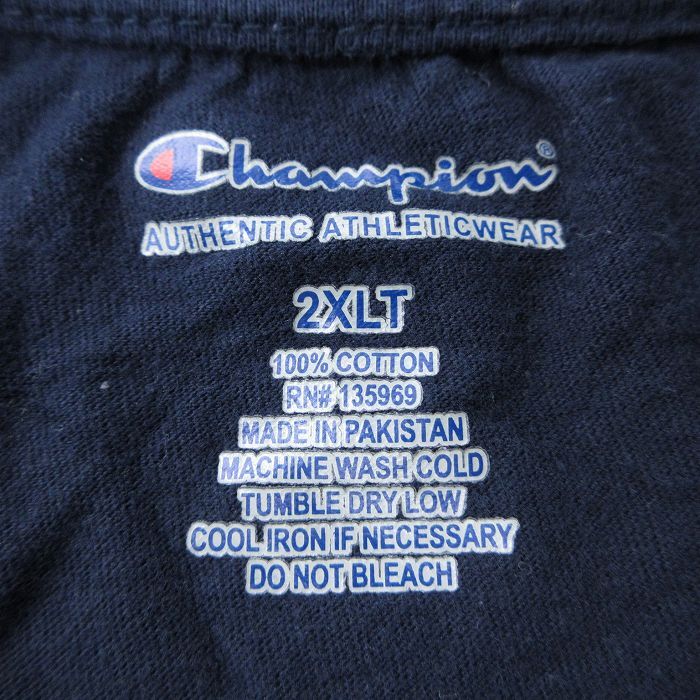 Champion®
AUTHENTIC ATHLETICWEAR
2XLT
100% COTTON
RN# 135969
MADE IN PAKISTAN
MACHINE WASH COLD
TUMBLE DRY LOW
COOL IRON IF NECESSARY
DO NOT BLEACH